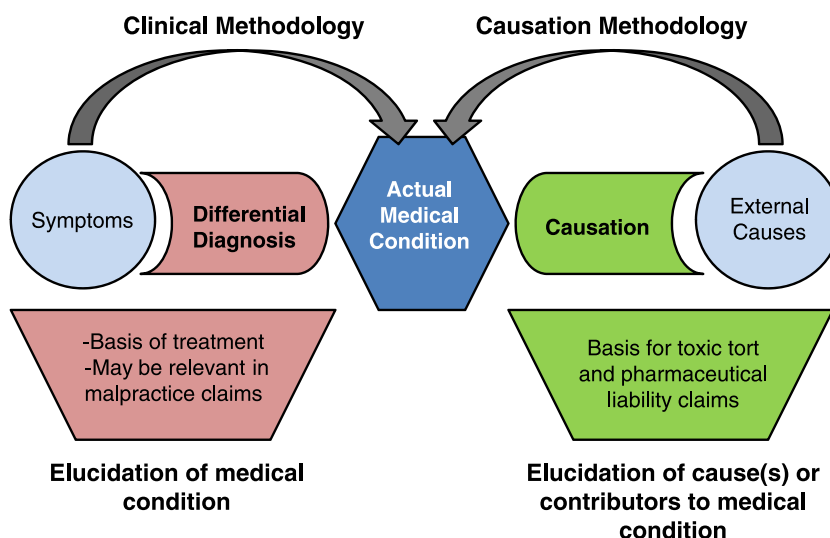 Clinical Methodology
Causation Methodology
Symptoms
Differential
Diagnosis
Actual
Medical
Condition
Causation
External
Causes
-Basis of treatment
-May be relevant in
malpractice claims
Basis for toxic tort
and pharmaceutical
liability claims
Elucidation of medical
condition
Elucidation of cause(s) or
contributors to medical
condition